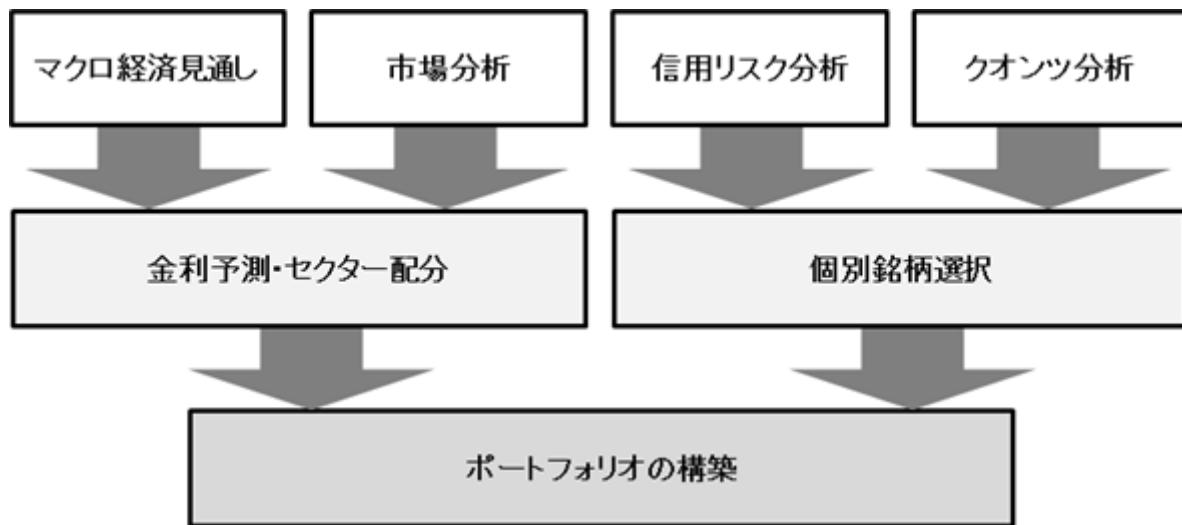 マクロ経済見通し
市場分析
信用リスク分析
クオンツ分析
金利予測・セクター配分
個別銘柄選択
ポートフォリオの構築